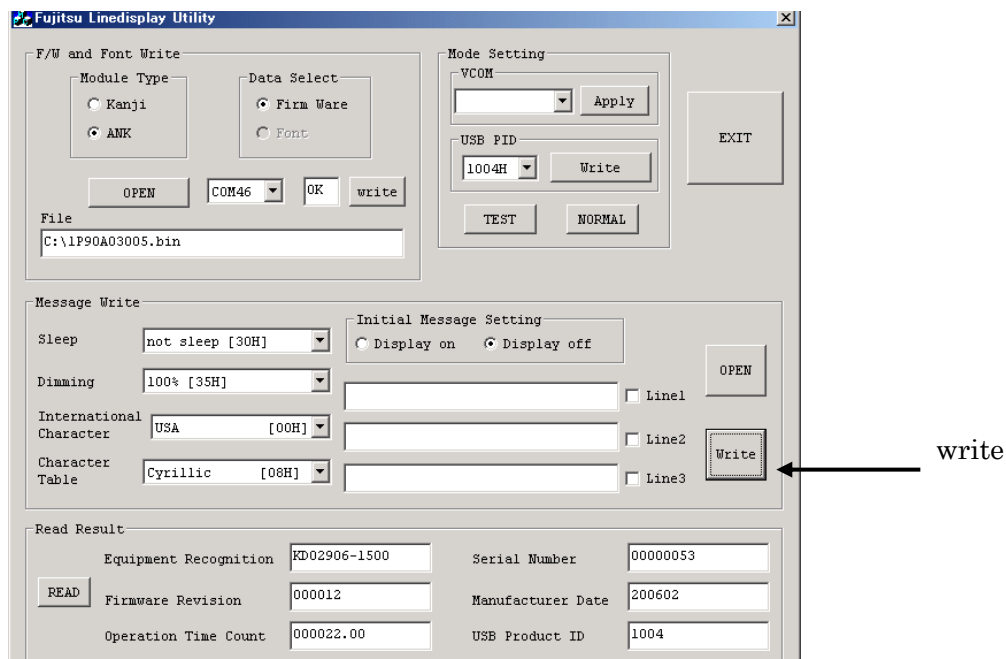 Fujitsu Linedisplay Utility
F/W and Font Write
Module Type
Kanji
ANK
Data Select
Firm Ware
Font
OPEN
COM46
OK
write
File
C:\1P90A03005.bin
Mode Setting
VCOM
Apply
USB PID
1004H
Write
TEST
NORMAL
EXIT
Message Write
Sleep
not sleep [30H]
Dimming
100% [35H]
International
Character
USA [00H]
Character
Table
Cyrillic [08H]
Initial Message Setting
Display on
Display off
Line1
Line2
Line3
OPEN
Write
write
Read Result
READ
Equipment Recognition
KD02906-1500
Serial Number
00000053
Firmware Revision
000012
Manufacturer Date
200602
Operation Time Count
000022.00
USB Product ID
1004